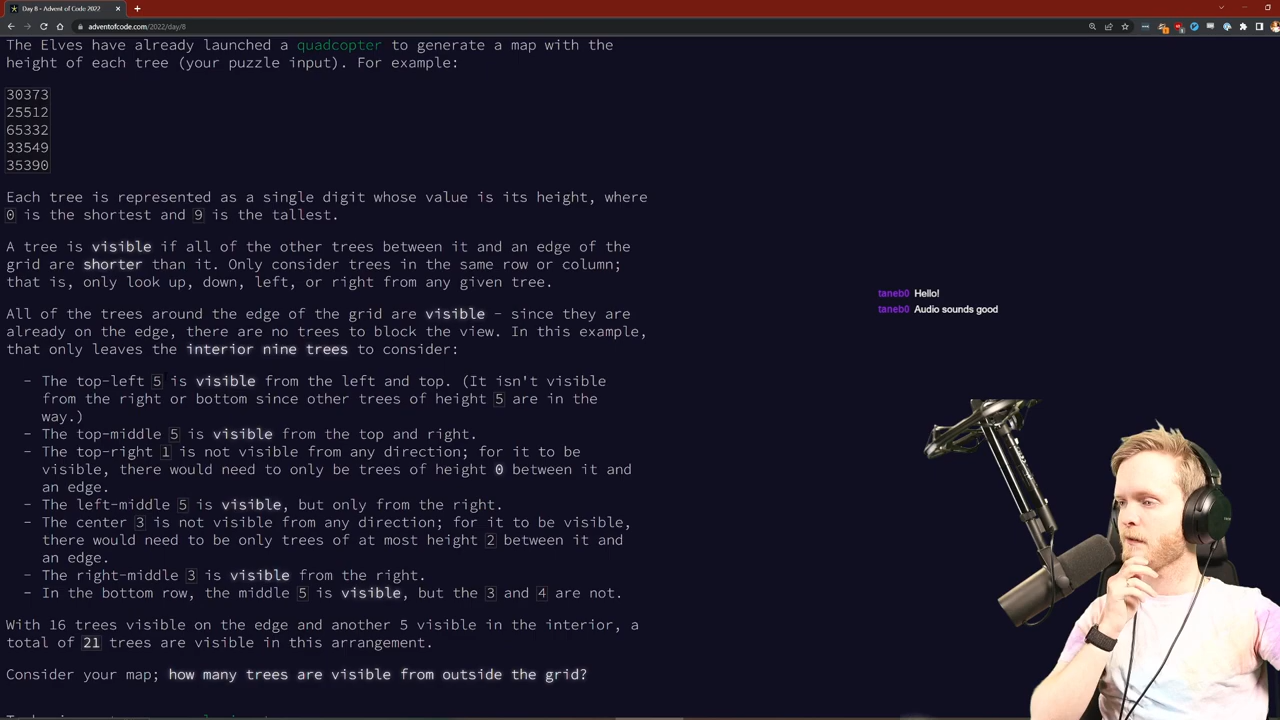 Day 8 - Advent of Code 2022
adventofcode.com/2022/day/8
The Elves have already launched a quadcopter to generate a map with the
height of each tree (your puzzle input). For example:
30373
25512
65332
33549
35390
Each tree is represented as a single digit whose value is its height, where
0 is the shortest and 9 is the tallest.
A tree is visible if all of the other trees between it and an edge of the
grid are shorter than it. Only consider trees in the same row or column;
that is, only look up, down, left, or right from any given tree.
All of the trees around the edge of the grid are visible - since they are
already on the edge, there are no trees to block the view. In this example,
that only leaves the interior nine trees to consider:
- The top-left 5 is visible from the left and top. (It isn't visible
from the right or bottom since other trees of height 5 are in the
way.)
- The top-middle 5 is visible from the top and right.
- The top-right 1 is not visible from any direction; for it to be
visible, there would need to only be trees of height 0 between it and
an edge.
- The left-middle 5 is visible, but only from the right.
- The center 3 is not visible from any direction; for it to be visible,
there would need to be only trees of at most height 2 between it and
an edge.
- The right-middle 3 is visible from the right.
- In the bottom row, the middle 5 is visible, but the 3 and 4 are not.
With 16 trees visible on the edge and another 5 visible in the interior, a
total of 21 trees are visible in this arrangement.
Consider your map; how many trees are visible from outside the grid?
taneb0 Hello!
taneb0 Audio sounds good